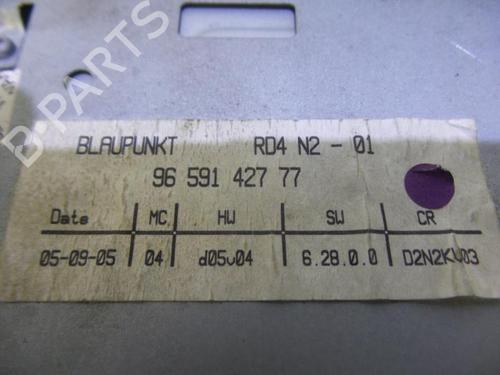 B-PARTS
BLAUPUNKT RD4 N2 - 01
96 591 427 77
Date MC HW SW CR
05-09-05 04 d05v04 6.28.0.0 D2N2KV03